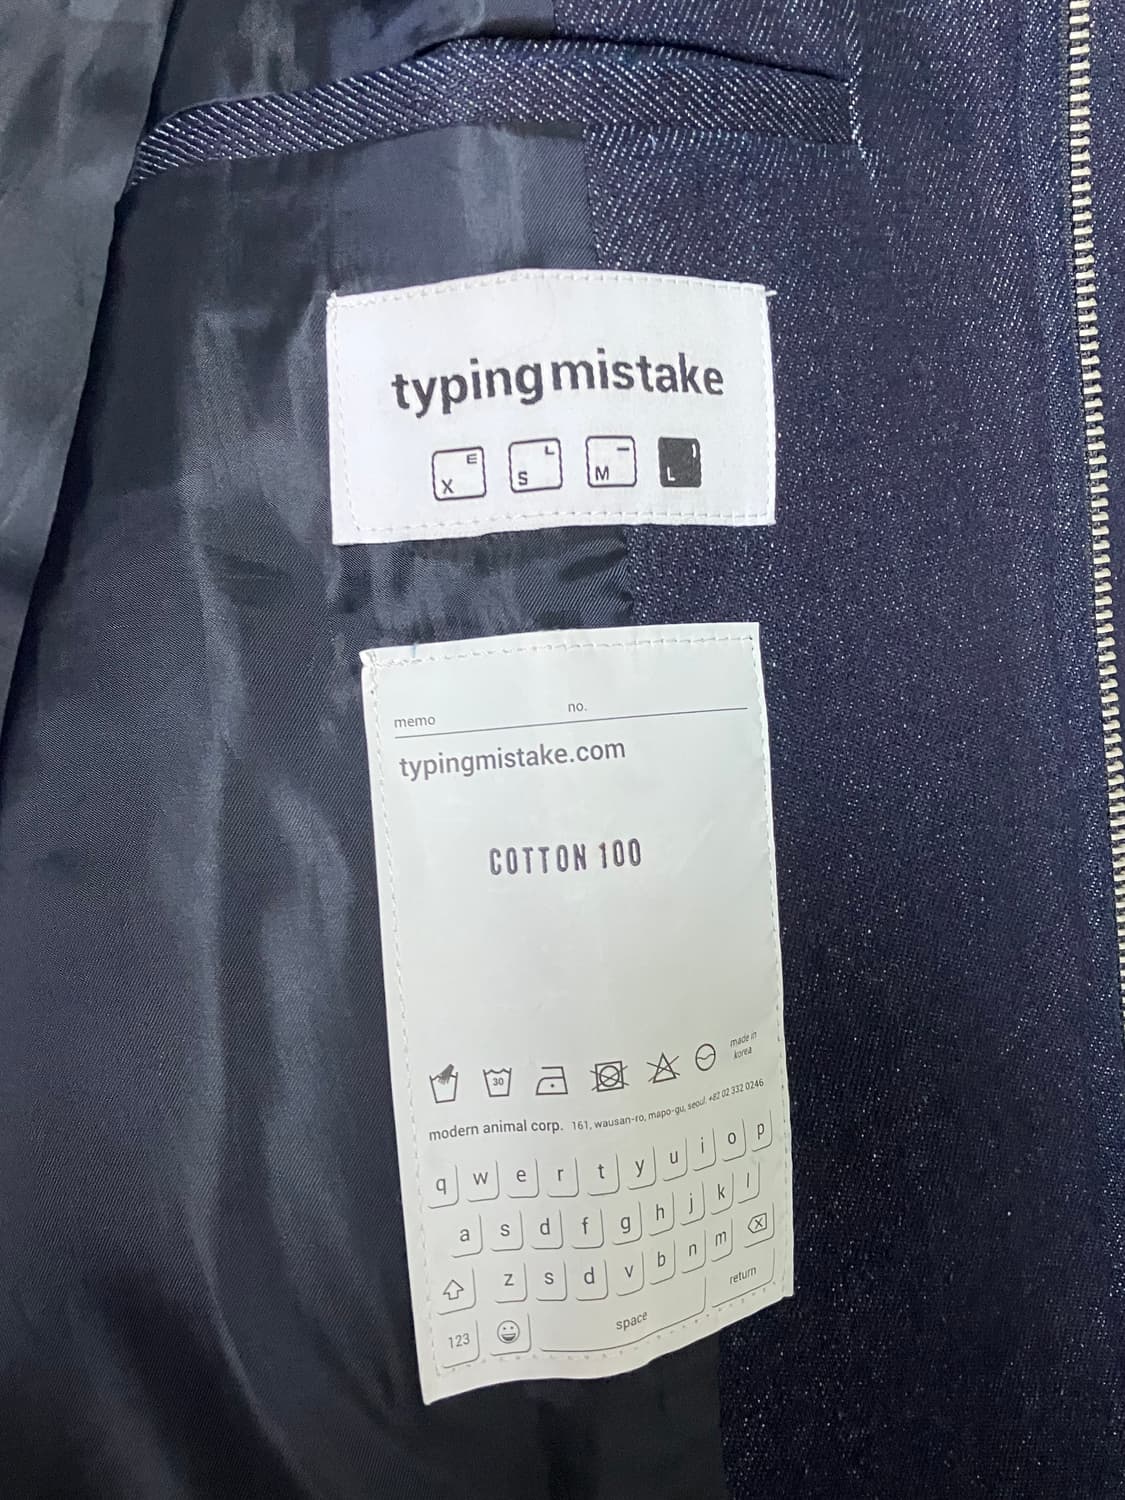 typingmistake
X E S L M ㅡ L )
memo no.
typingmistake.com
COTTON 100
30
made in
korea
modern animal corp. 161, wausan-ro, mapo-gu, seoul. +82 02 332 0246
q w e r t y u i o p
a s d f g h j k l
z s d v b n m
123 space return